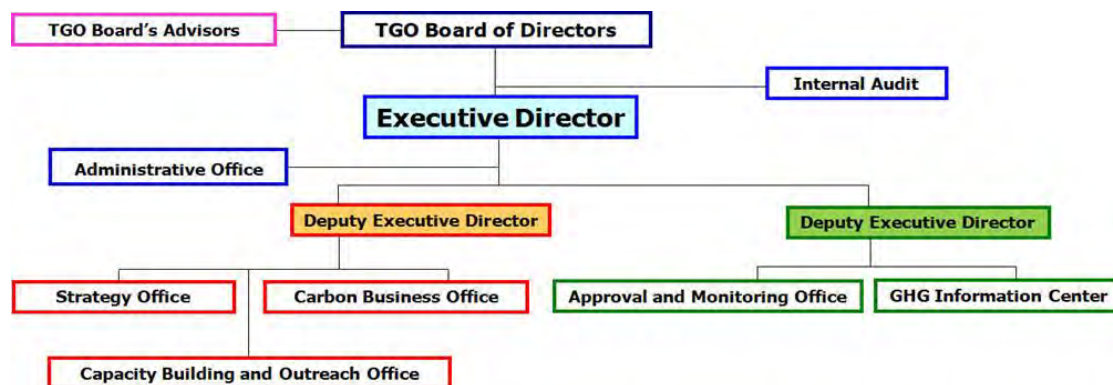 TGO Board's Advisors
TGO Board of Directors
Internal Audit
Executive Director
Administrative Office
Deputy Executive Director
Deputy Executive Director
Strategy Office
Carbon Business Office
Approval and Monitoring Office
GHG Information Center
Capacity Building and Outreach Office